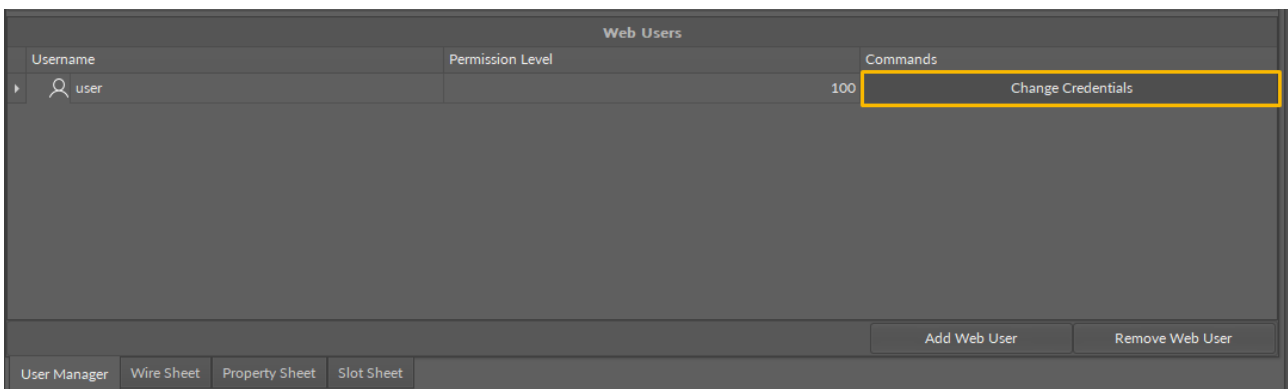 Web Users
Username Permission Level Commands
user 100 Change Credentials
Add Web User Remove Web User
User Manager Wire Sheet Property Sheet Slot Sheet